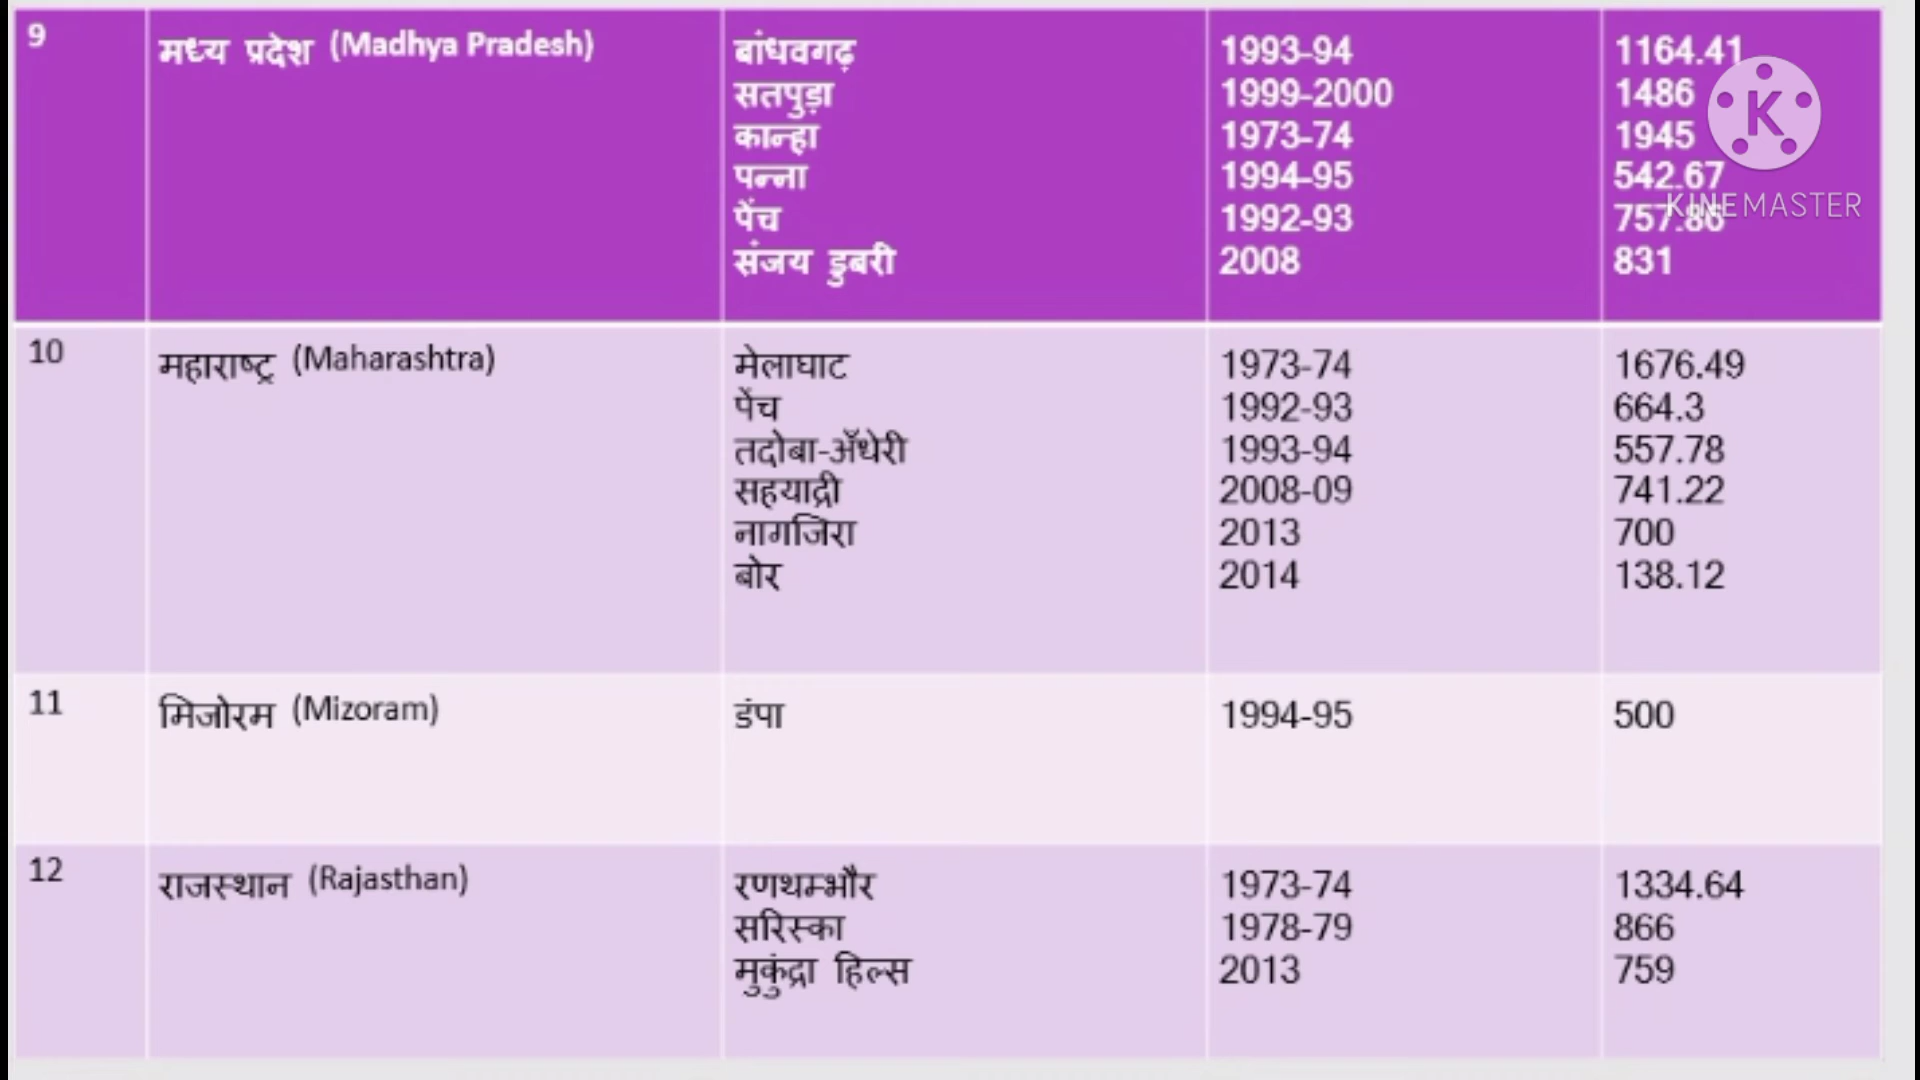 9 मध्य प्रदेश (Madhya Pradesh) बांधवगढ़ 1993-94 1164.41
सतपुड़ा 1999-2000 1486
कान्हा 1973-74 1945
पन्ना 1994-95 542.67
पेंच 1992-93 757.86
संजय डुबरी 2008 831
K
KINEMASTER
10 महाराष्ट्र (Maharashtra) मेलाघाट 1973-74 1676.49
पेंच 1992-93 664.3
तदोबा-अँधेरी 1993-94 557.78
सहयाद्री 2008-09 741.22
नागजिरा 2013 700
बोर 2014 138.12
11 मिजोरम (Mizoram) डंपा 1994-95 500
12 राजस्थान (Rajasthan) रणथम्भौर 1973-74 1334.64
सरिस्का 1978-79 866
मुकुंद्रा हिल्स 2013 759